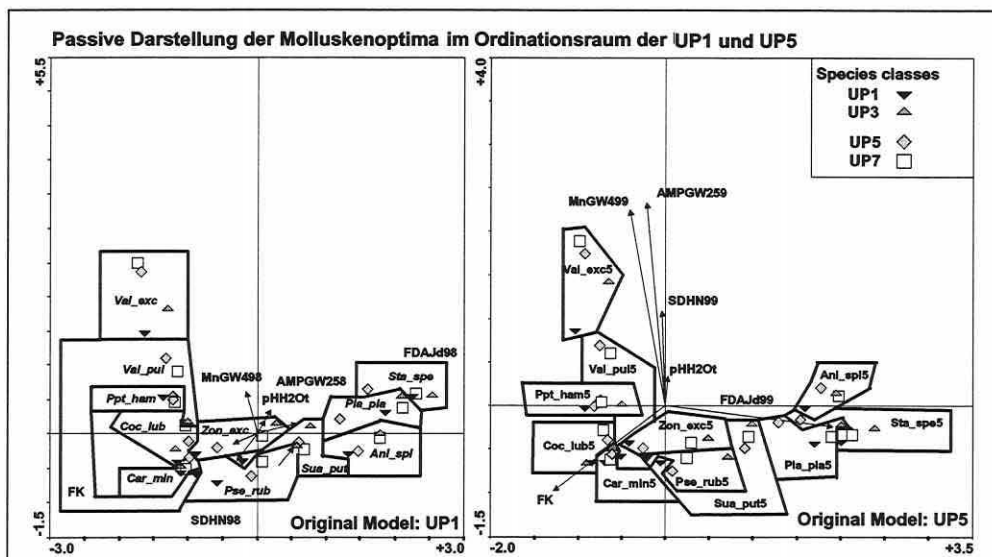 Passive Darstellung der Molluskenoptima im Ordinationsraum der UP1 und UP5
+5.5
Val_exc
Val_pul
Ppt_ham
Coc_lub
Car_min
FK
SDHN98
MnGW498
pHH2Ot
AMPGW258
Zon_exc
Pse_rub
Sua_put
FDAJd98
Sta_spe
Pla_pla
Ani_spi
Original Model: UP1
-1.5
-3.0
+3.0
+4.0
Species classes
UP1
UP3
UP5
UP7
MnGW499
AMPGW259
Val_exc5
SDHN99
Val_pul5
pHH2Ot
Ppt_ham5
FDAJd99
Ani_spi5
Coc_lub5
Zon_exc5
Sta_spe5
FK
Car_min5
Pse_rub5
Pla_pla5
Sua_put5
Original Model: UP5
-1.5
-2.0
+3.5